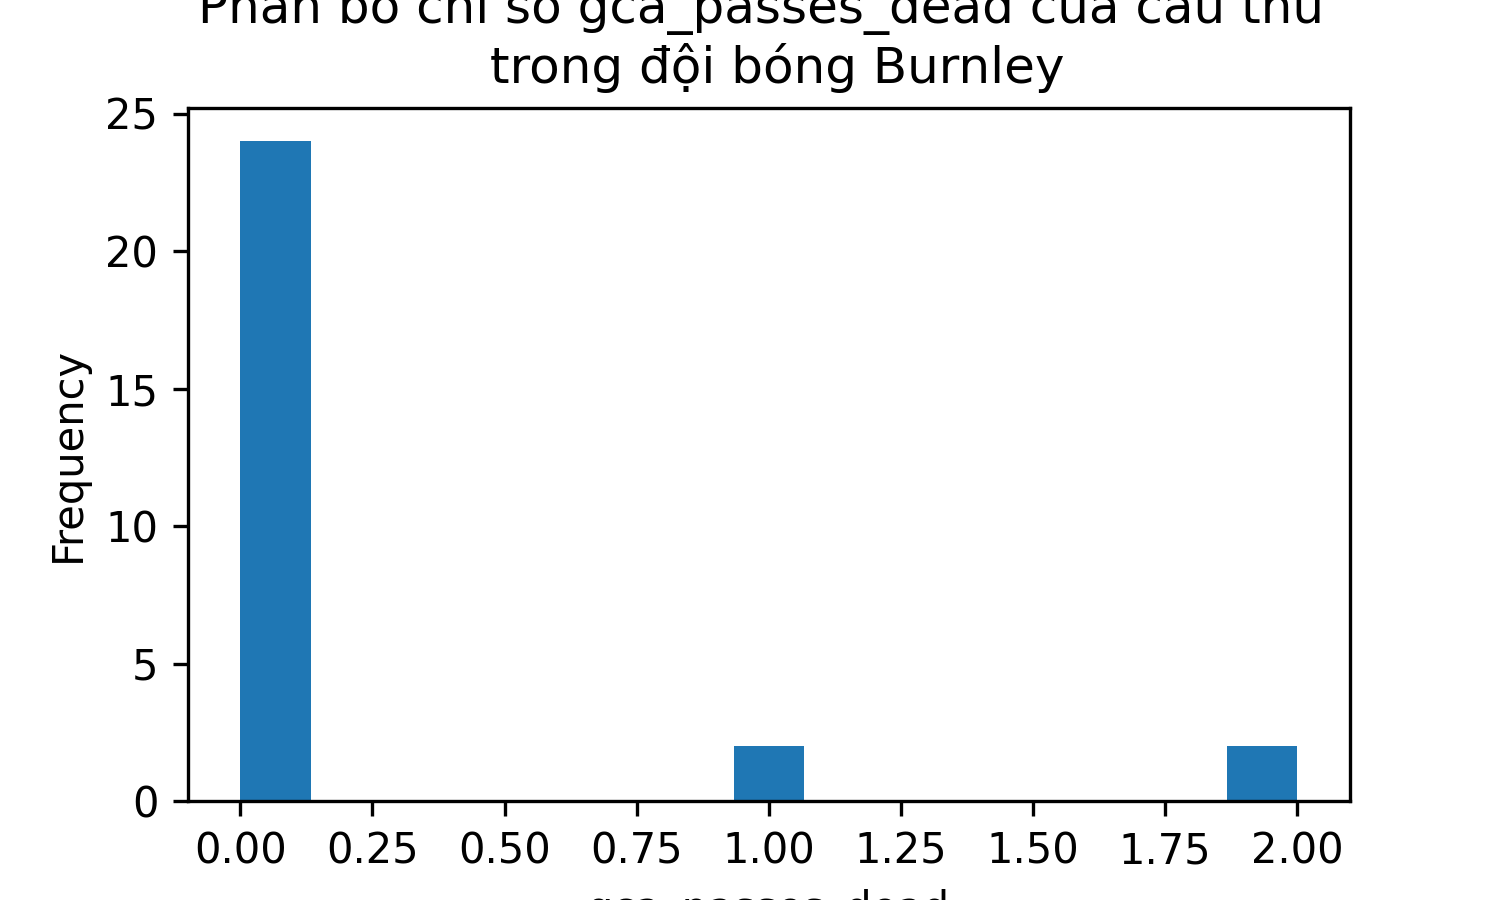 Phân bố chỉ số gca_passes_dead của cầu thủ
trong đội bóng Burnley
25
20
15
10
5
0
Frequency
0.00 0.25 0.50 0.75 1.00 1.25 1.50 1.75 2.00
gca_passes_dead